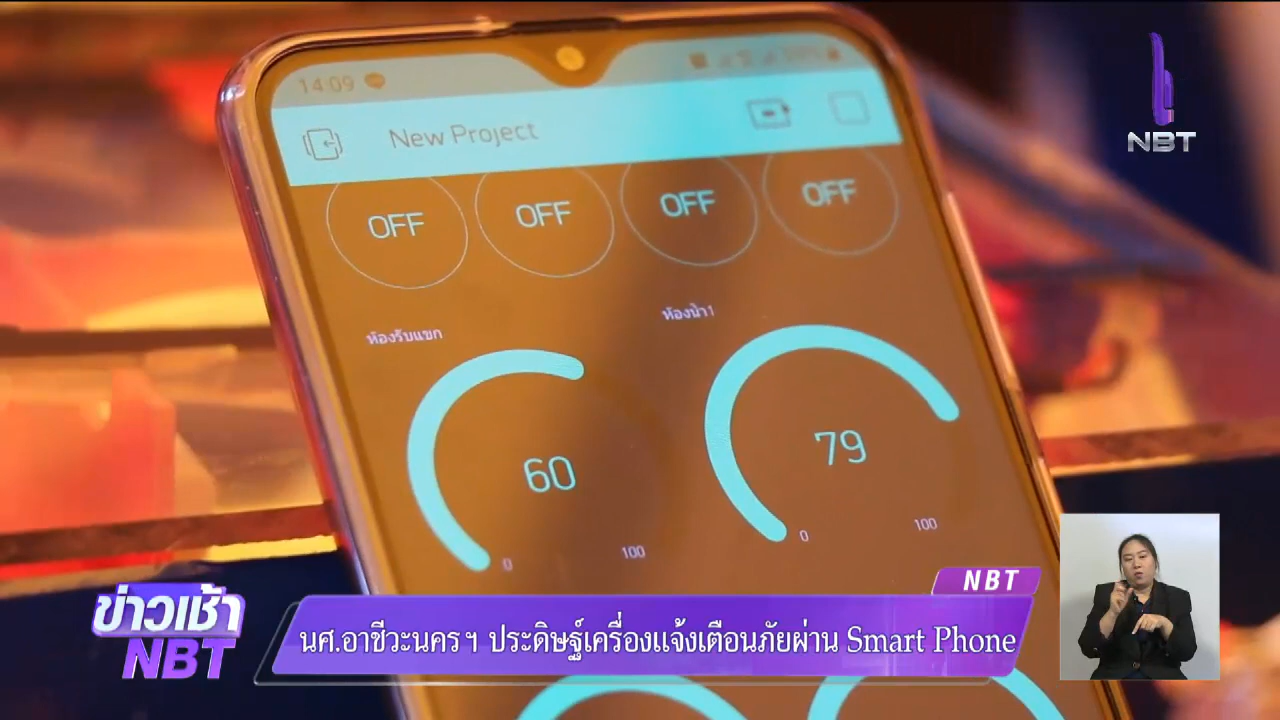 14:09
New Project
NBT
OFF OFF OFF OFF
ห้องรับแขก
ห้องน้ำ1
60
79
0 100
0 100
NBT
ข่าวเช้า
NBT
นศ.อาชีวะนครฯ ประดิษฐ์เครื่องแจ้งเตือนภัยผ่าน Smart Phone